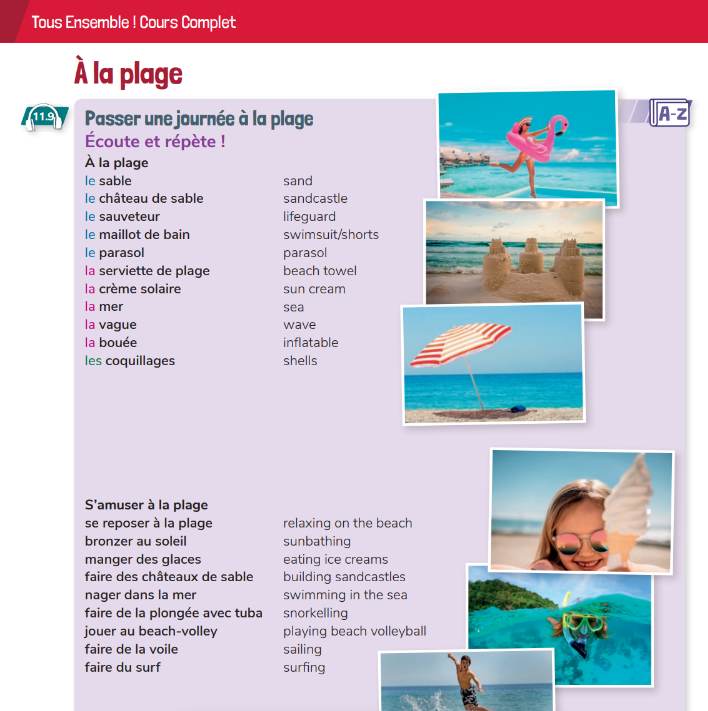 Tous Ensemble ! Cours Complet
À la plage
11.9
Passer une journée à la plage
A-Z
Écoute et répète !
À la plage
le sable sand
le château de sable sandcastle
le sauveteur lifeguard
le maillot de bain swimsuit/shorts
le parasol parasol
la serviette de plage beach towel
la crème solaire sun cream
la mer sea
la vague wave
la bouée inflatable
les coquillages shells
S'amuser à la plage
se reposer à la plage relaxing on the beach
bronzer au soleil sunbathing
manger des glaces eating ice creams
faire des châteaux de sable building sandcastles
nager dans la mer swimming in the sea
faire de la plongée avec tuba snorkelling
jouer au beach-volley playing beach volleyball
faire de la voile sailing
faire du surf surfing